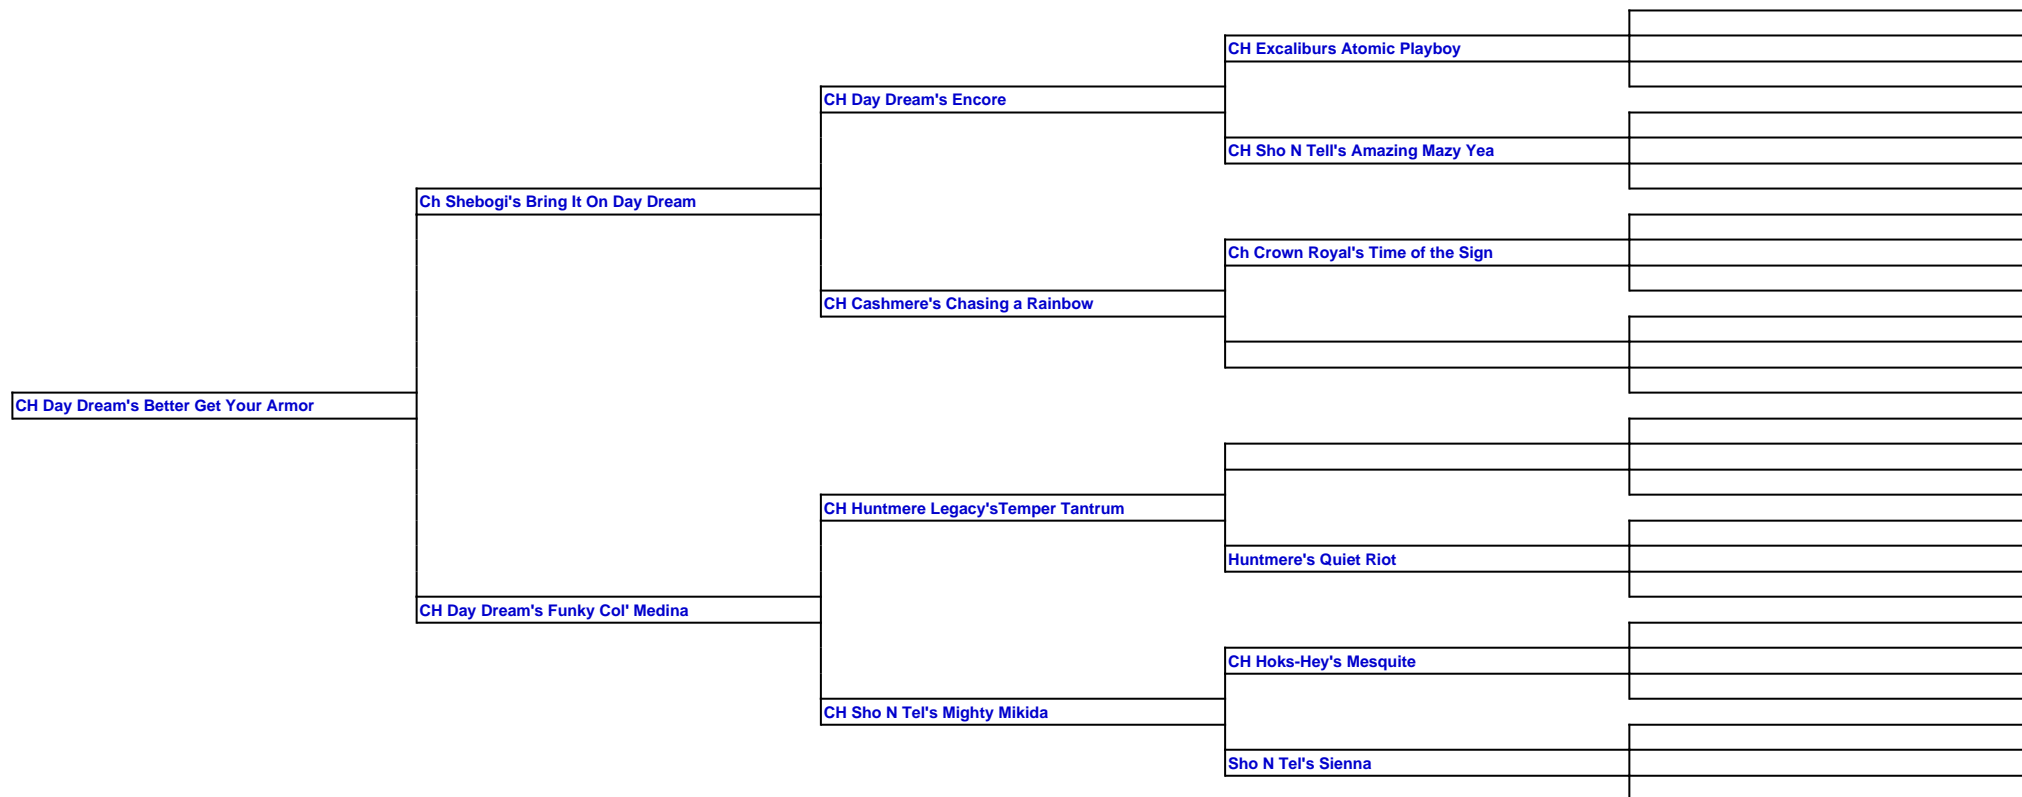 CH Excaliburs Atomic Playboy
CH Day Dream's Encore
CH Sho N Tell's Amazing Mazy Yea
Ch Shebogi's Bring It On Day Dream
Ch Crown Royal's Time of the Sign
CH Cashmere's Chasing a Rainbow
CH Day Dream's Better Get Your Armor
CH Huntmere Legacy'sTemper Tantrum
Huntmere's Quiet Riot
CH Day Dream's Funky Col' Medina
CH Hoks-Hey's Mesquite
CH Sho N Tel's Mighty Mikida
Sho N Tel's Sienna